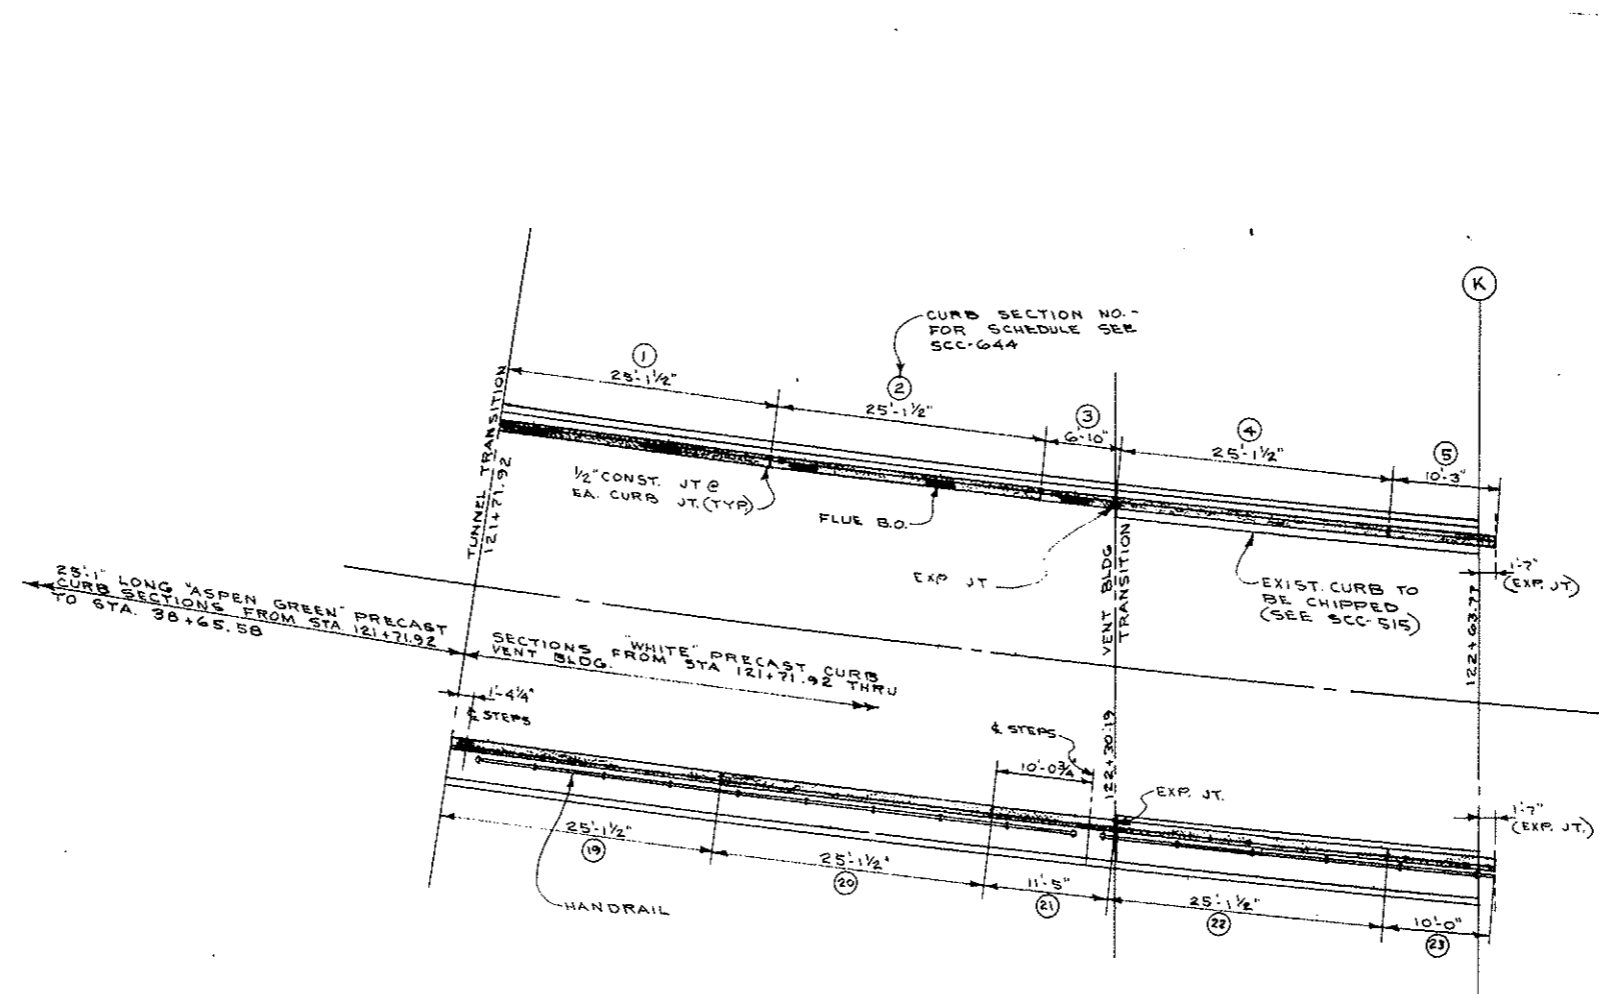 K
CURB SECTION NO.-
FOR SCHEDULE SEE
SCC-644
1
25'-1½"
2
25'-1½"
3
6'-10"
4
25'-1½"
5
10'-3"
TUNNEL TRANSITION
121+71.92
½" CONST. JT @
EA. CURB JT. (TYP.)
FLUE B.O.
EXP. JT.
VENT BLDG
TRANSITION
122+30.19
EXIST. CURB TO
BE CHIPPED
(SEE SCC-515)
122+63.77
1'-7"
(EXP. JT.)
25'-1" LONG "ASPEN GREEN" PRECAST
CURB SECTIONS FROM STA. 121+71.92
TO STA. 38+65.58
"WHITE" PRECAST CURB
SECTIONS FROM STA 121+71.92 THRU
VENT BLDG.
1'-4¼"
℄ STEPS
℄ STEPS
10'-0¾"
EXP. JT.
1'-7"
(EXP. JT.)
25'-1½"
19
25'-1½"
20
11'-5"
21
25'-1½"
22
10'-0"
23
HANDRAIL